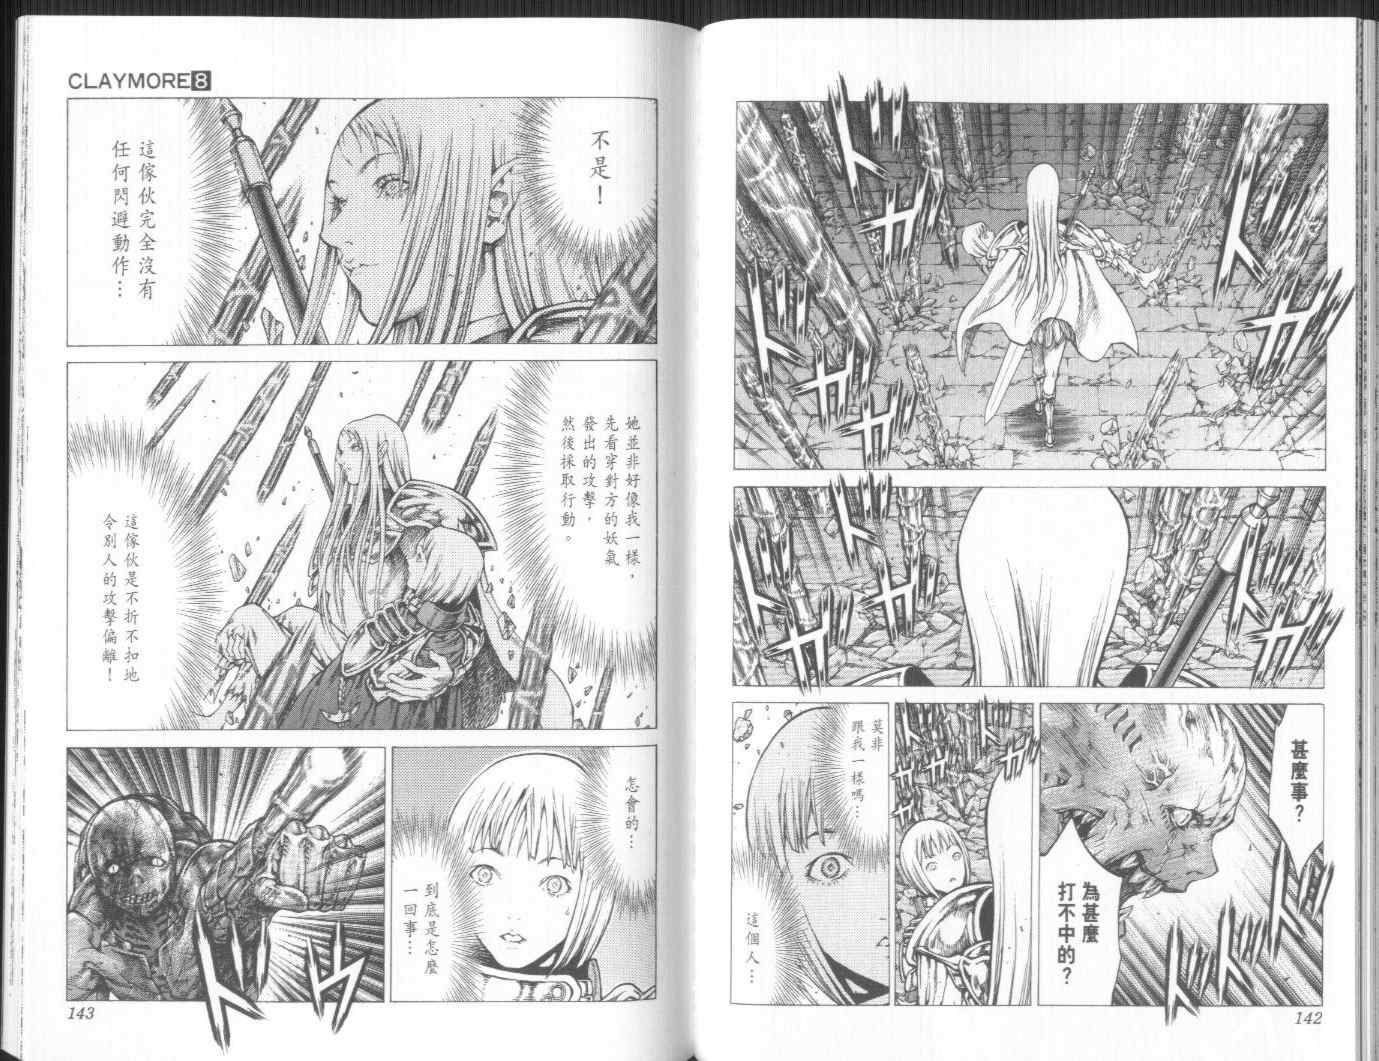 甚麼事？
為甚麼
打不中的？
莫非
跟我一樣嗎…
這個人…
142
CLAYMORE 8
不是！
這傢伙完全沒有
任何閃避動作…
她並非好像我一樣，
先看穿對方的妖氣
發出的攻擊，
然後採取行動。
這傢伙是不折不扣地
令別人的攻擊偏離！
怎會的…
到底是怎麼
一回事…
ドドッ
143